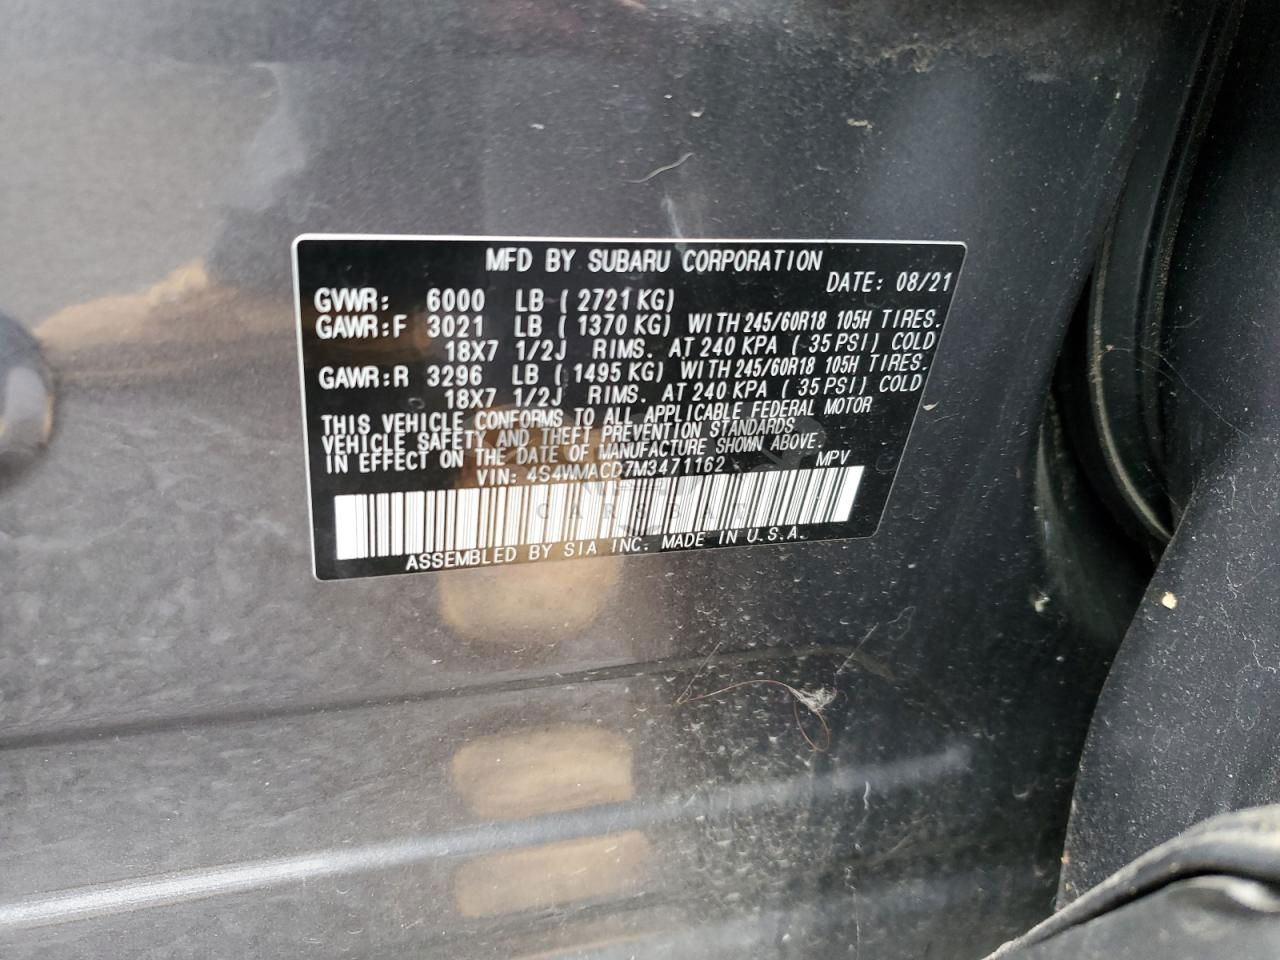 MFD BY SUBARU CORPORATION
DATE: 08/21
GVWR: 6000 LB ( 2721 KG)
GAWR:F 3021 LB ( 1370 KG) WITH 245/60R18 105H TIRES.
18X7 1/2J RIMS. AT 240 KPA ( 35 PSI) COLD
GAWR:R 3296 LB ( 1495 KG) WITH 245/60R18 105H TIRES.
18X7 1/2J RIMS. AT 240 KPA ( 35 PSI) COLD
THIS VEHICLE CONFORMS TO ALL APPLICABLE FEDERAL MOTOR
VEHICLE SAFETY AND THEFT PREVENTION STANDARDS
IN EFFECT ON THE DATE OF MANUFACTURE SHOWN ABOVE.
VIN: 4S4WMACD7M3471162 MPV
ASSEMBLED BY SIA INC. MADE IN U.S.A.